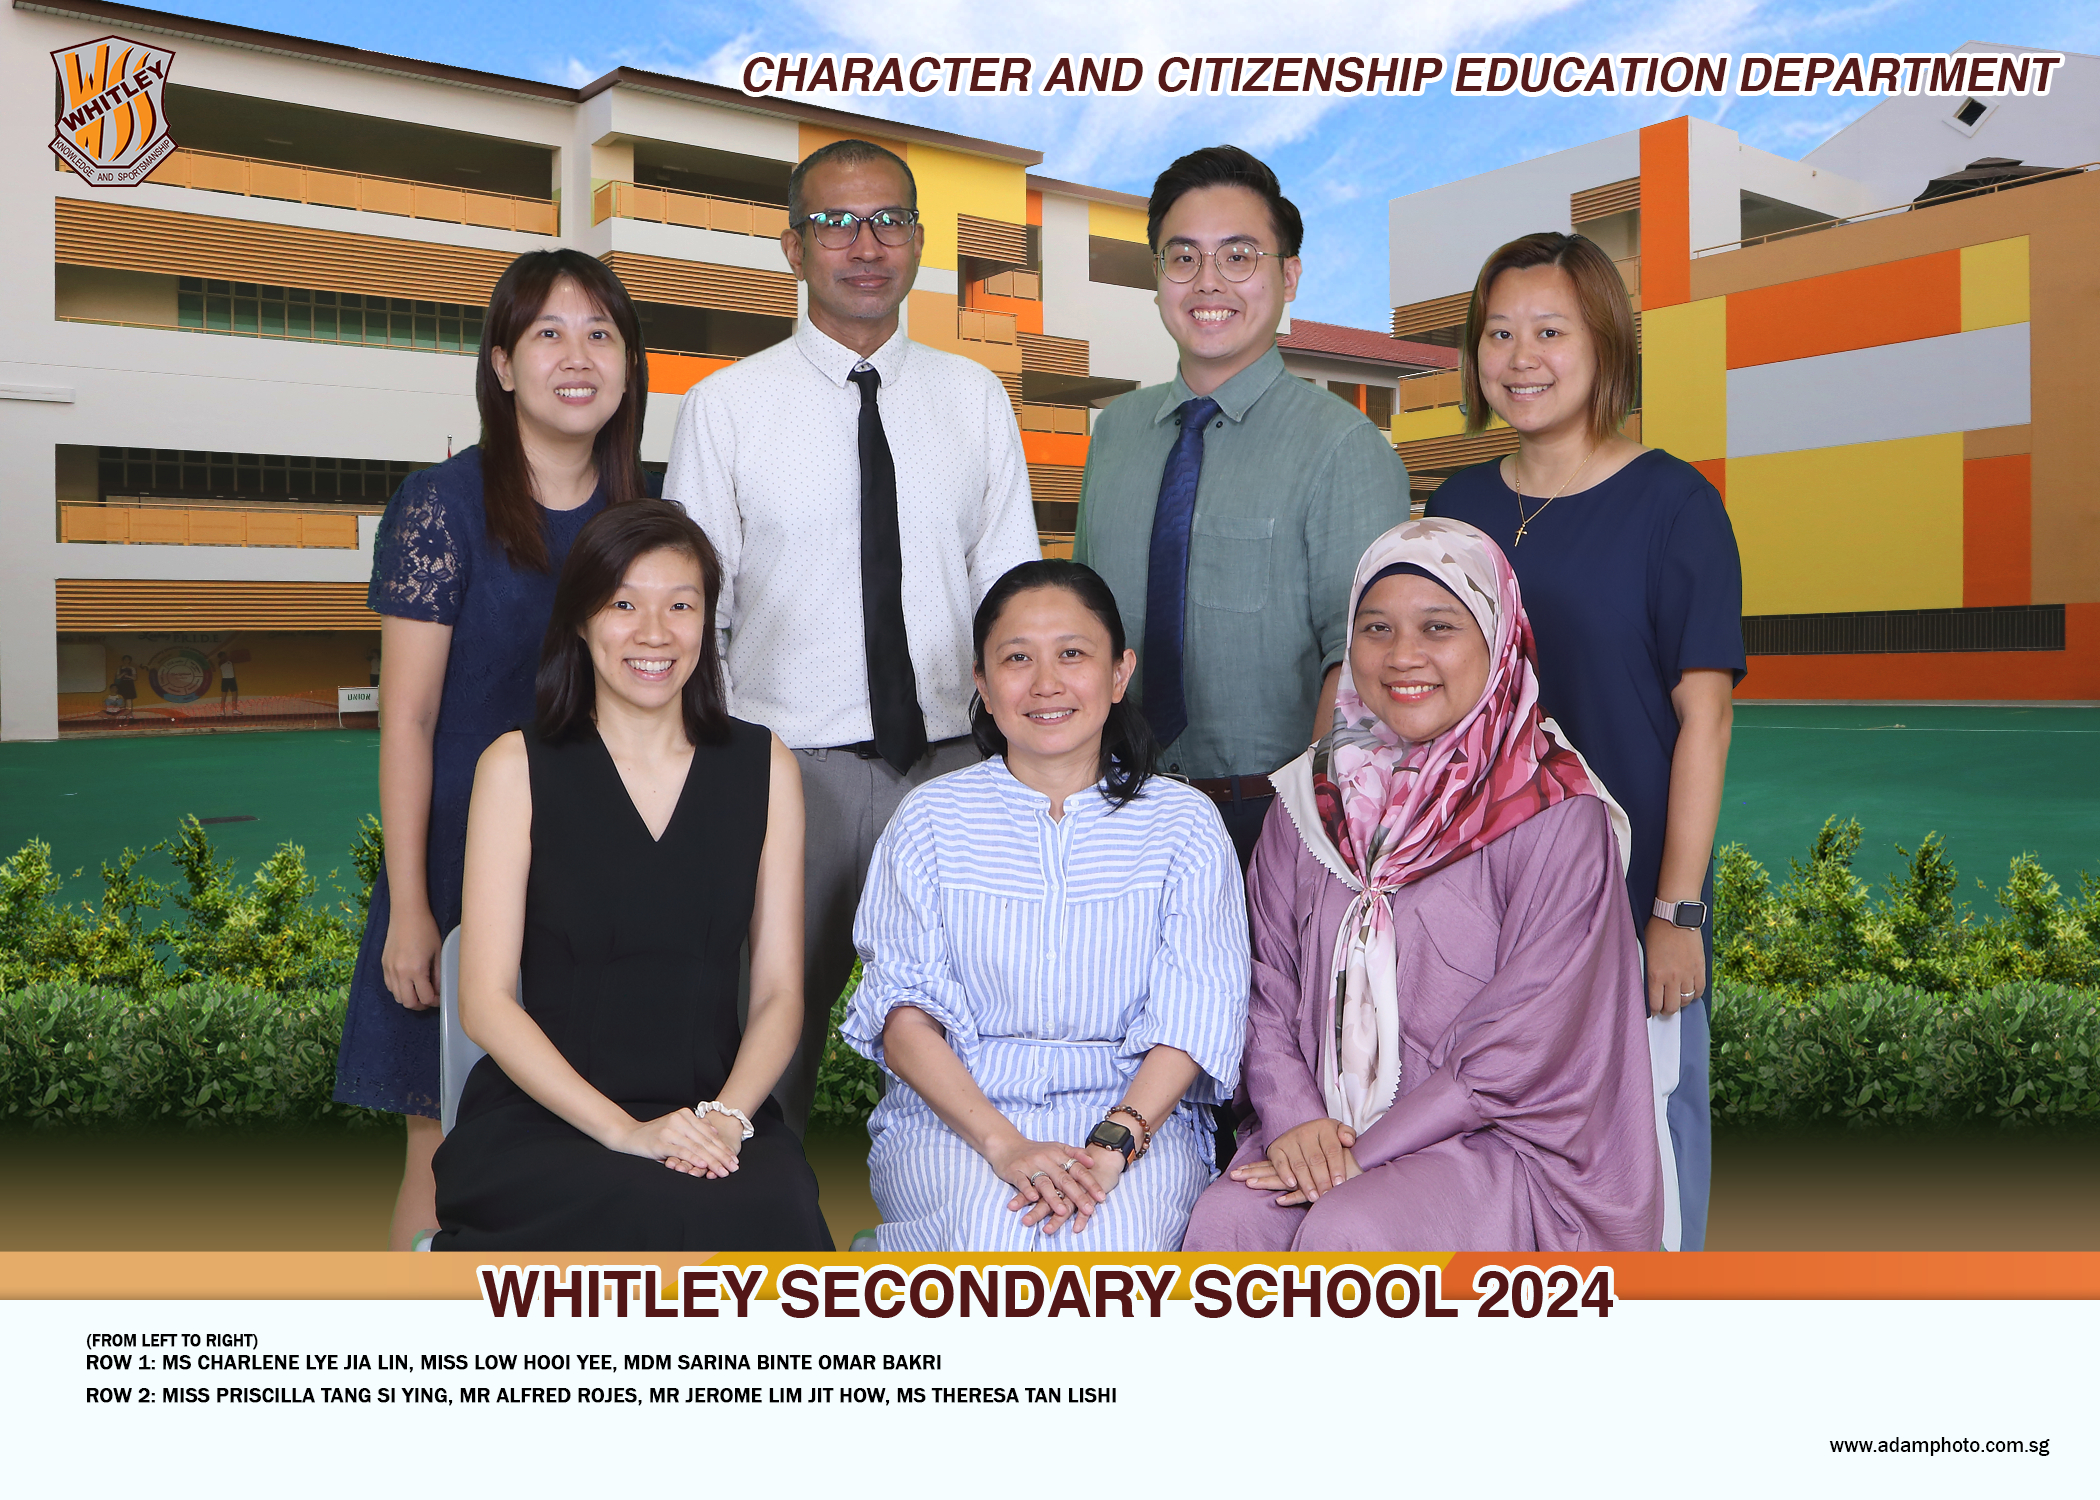 WSS
WHITLEY
KNOWLEDGE AND SPORTSMANSHIP
CHARACTER AND CITIZENSHIP EDUCATION DEPARTMENT
UNION
WHITLEY SECONDARY SCHOOL 2024
(FROM LEFT TO RIGHT)
ROW 1: MS CHARLENE LYE JIA LIN, MISS LOW HOOI YEE, MDM SARINA BINTE OMAR BAKRI
ROW 2: MISS PRISCILLA TANG SI YING, MR ALFRED ROJES, MR JEROME LIM JIT HOW, MS THERESA TAN LISHI
www.adamphoto.com.sg